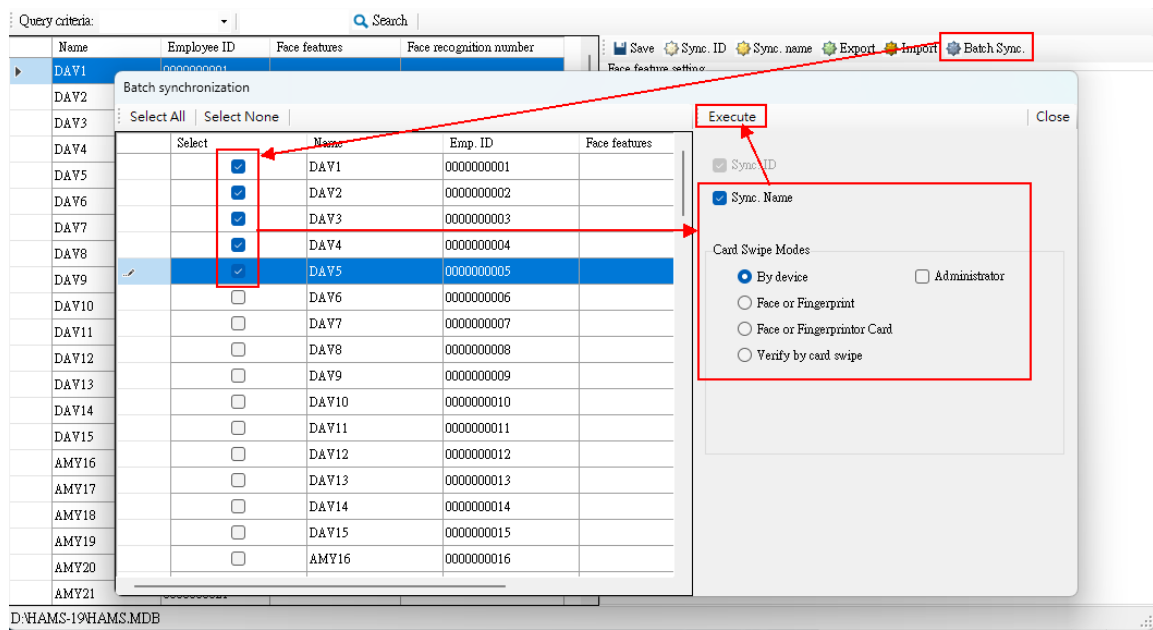 Query criteria: Search
Name Employee ID Face features Face recognition number
Save Sync. ID Sync. name Export Import Batch Sync.
DAV1 0000000001
Face feature setting
DAV2
DAV3
DAV4
DAV5
DAV6
DAV7
DAV8
DAV9
DAV10
DAV11
DAV12
DAV13
DAV14
DAV15
AMY16
AMY17
AMY18
AMY19
AMY20
AMY21
Batch synchronization
Select All Select None
Execute Close
Select Name Emp. ID Face features
DAV1 0000000001
DAV2 0000000002
DAV3 0000000003
DAV4 0000000004
DAV5 0000000005
DAV6 0000000006
DAV7 0000000007
DAV8 0000000008
DAV9 0000000009
DAV10 0000000010
DAV11 0000000011
DAV12 0000000012
DAV13 0000000013
DAV14 0000000014
DAV15 0000000015
AMY16 0000000016
Sync. ID
Sync. Name
Card Swipe Modes
By device Administrator
Face or Fingerprint
Face or Fingerprintor Card
Verify by card swipe
D:\HAMS-19\HAMS.MDB